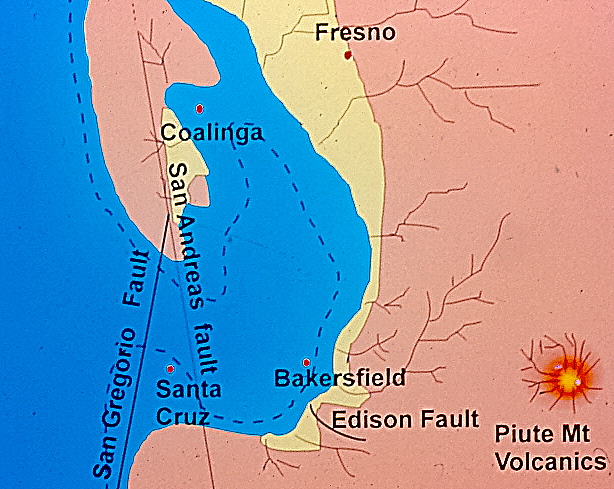 Fresno
Coalinga
San Andreas fault
San Gregorio Fault
Santa
Cruz
Bakersfield
Edison Fault
Piute Mt
Volcanics